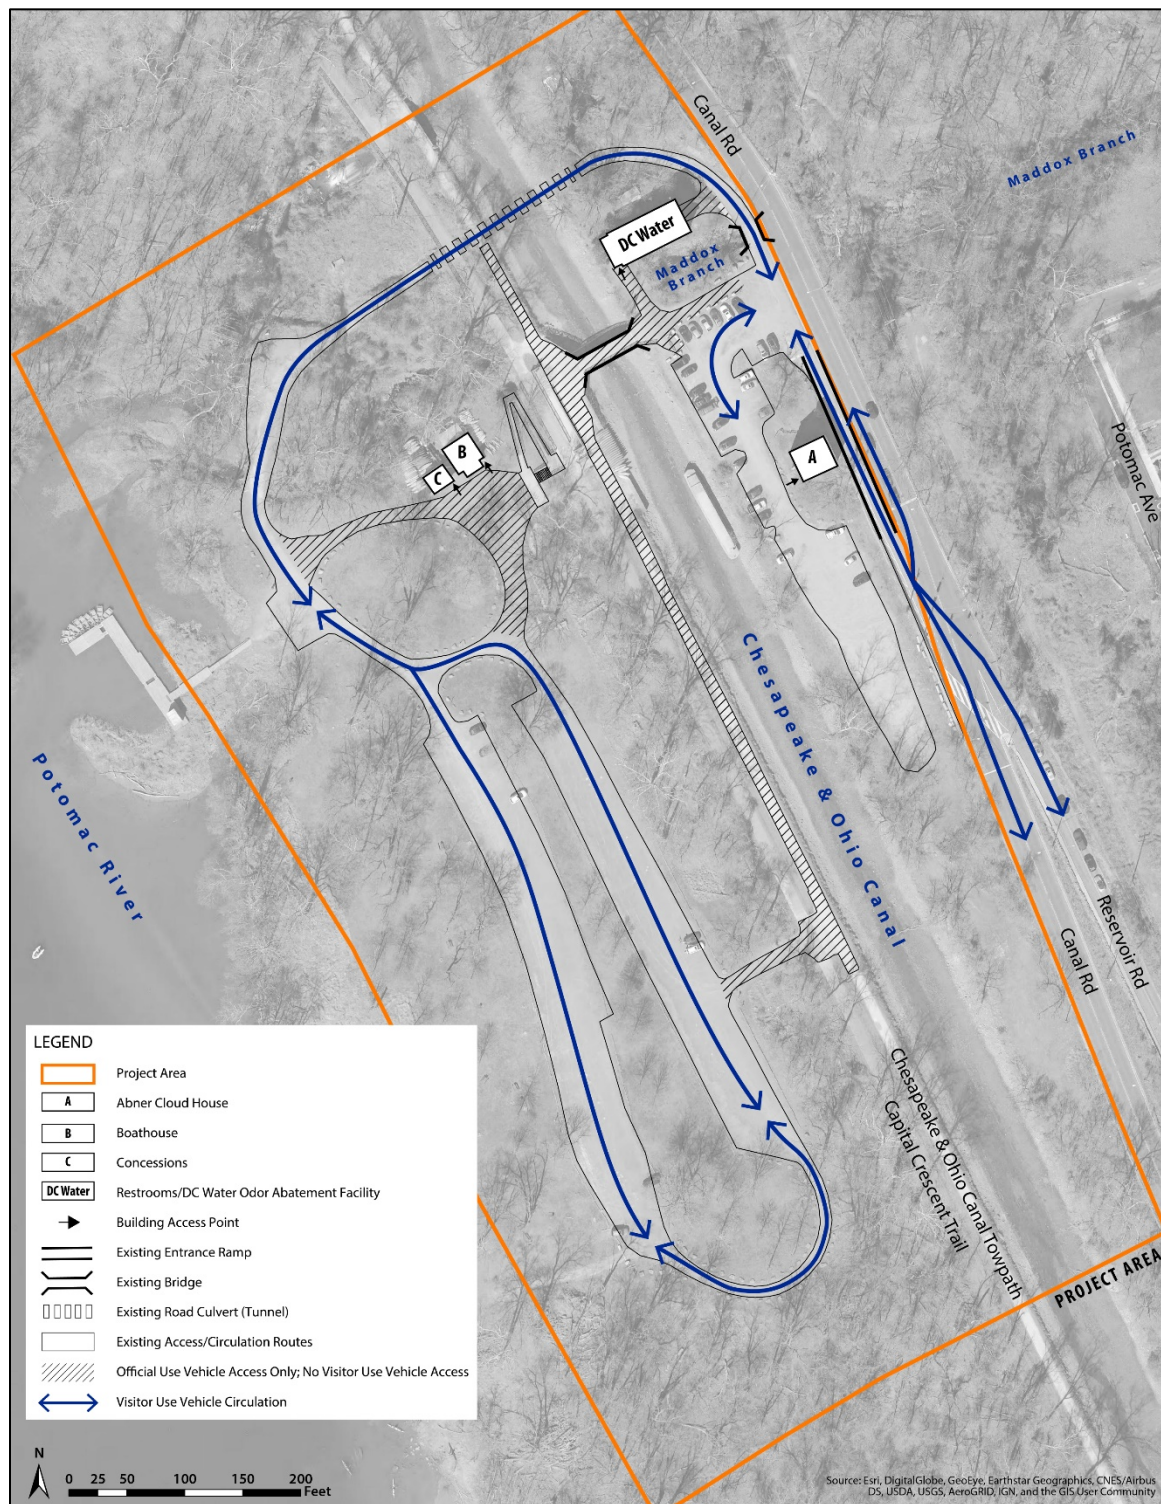 Canal Rd
Maddox Branch
DC Water
Maddox
Branch
B
C
A
Potomac Ave
Chesapeake & Ohio Canal
Potomac River
Reservoir Rd
Canal Rd
Chesapeake & Ohio Canal Towpath
Capital Crescent Trail
PROJECT AREA
LEGEND
Project Area
A Abner Cloud House
B Boathouse
C Concessions
DC Water Restrooms/DC Water Odor Abatement Facility
Building Access Point
Existing Entrance Ramp
Existing Bridge
Existing Road Culvert (Tunnel)
Existing Access/Circulation Routes
Official Use Vehicle Access Only; No Visitor Use Vehicle Access
Visitor Use Vehicle Circulation
N
0 25 50 100 150 200
Feet
Source: Esri, DigitalGlobe, GeoEye, Earthstar Geographics, CNES/Airbus
DS, USDA, USGS, AeroGRID, IGN, and the GIS User Community